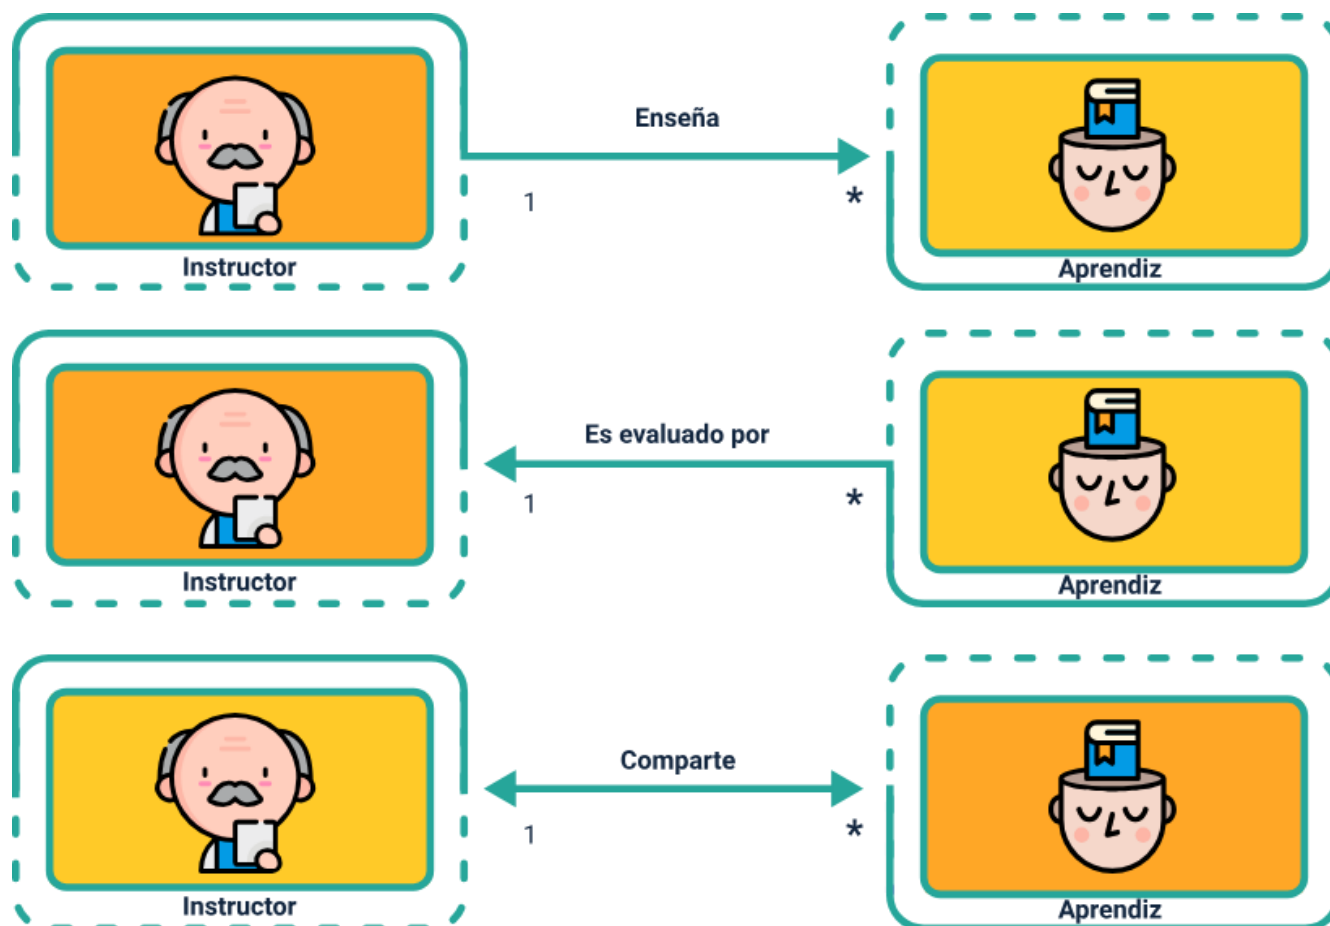 Enseña
1 *
Instructor Aprendiz
Es evaluado por
1 *
Instructor Aprendiz
Comparte
1 *
Instructor Aprendiz